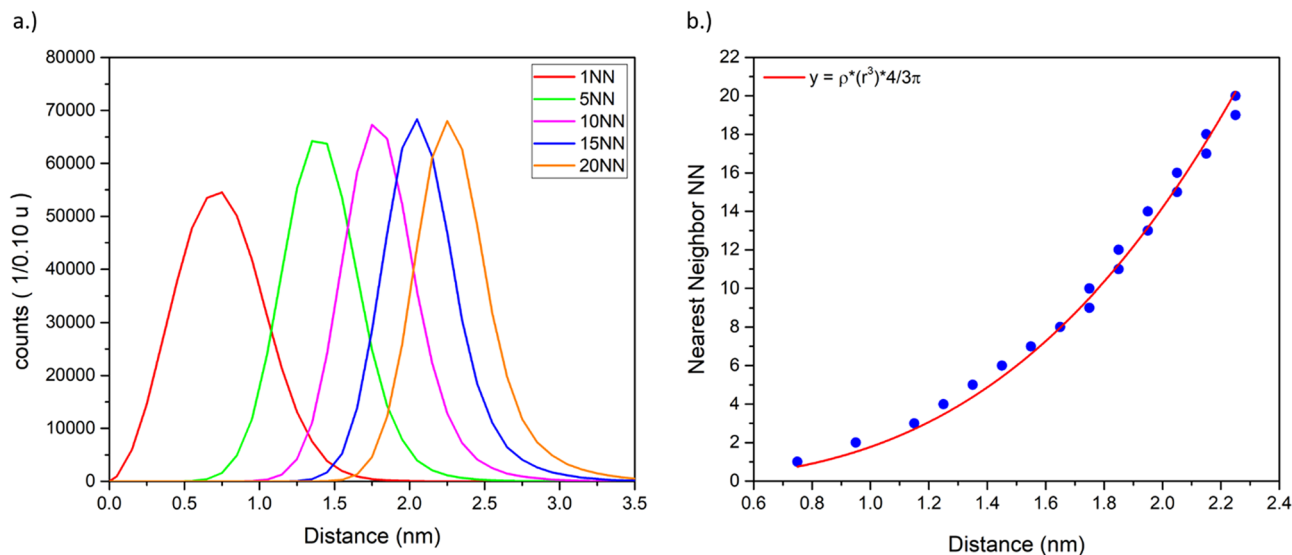 a.)
80000
70000
60000
50000
40000
30000
20000
10000
0
counts ( 1/0.10 u )
1NN
5NN
10NN
15NN
20NN
0.0 0.5 1.0 1.5 2.0 2.5 3.0 3.5
Distance (nm)
b.)
22
20
18
16
14
12
10
8
6
4
2
0
Nearest Neighbor NN
y = ρ*(r³)*4/3π
0.6 0.8 1.0 1.2 1.4 1.6 1.8 2.0 2.2 2.4
Distance (nm)